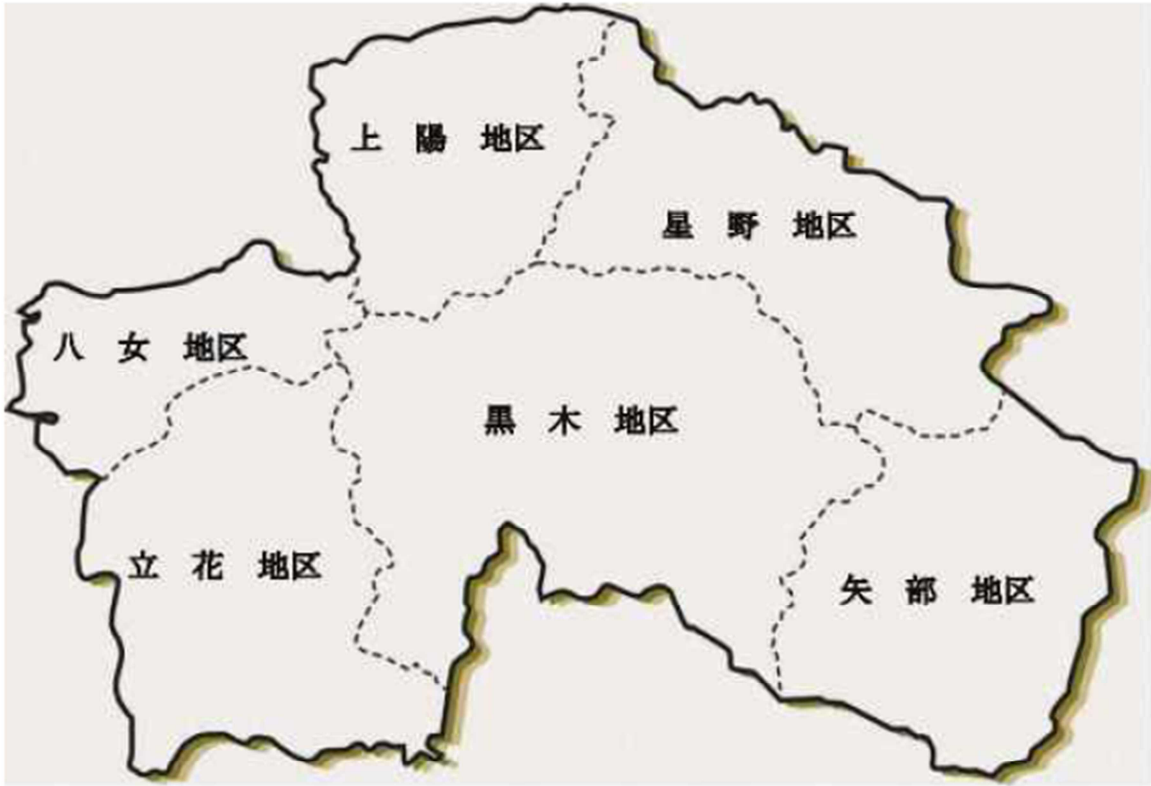 上 陽 地区
星 野 地区
八 女 地区
黒 木 地区
立 花 地区
矢 部 地区